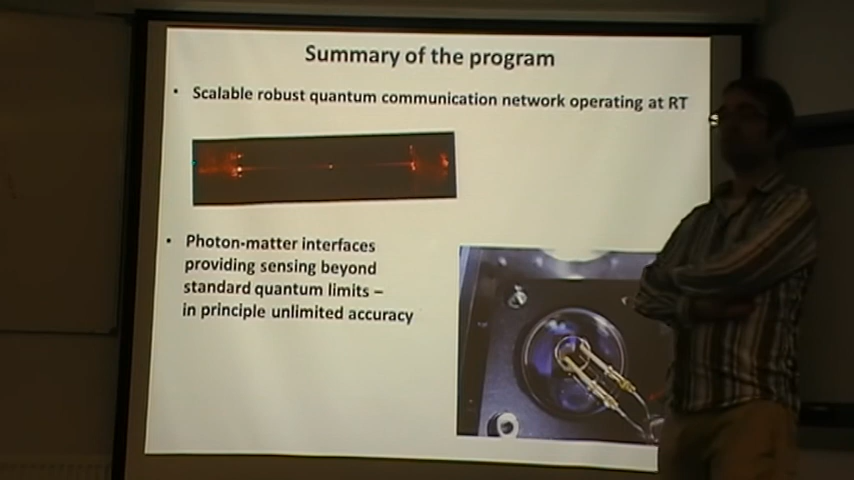 Summary of the program
• Scalable robust quantum communication network operating at RT
• Photon-matter interfaces
providing sensing beyond
standard quantum limits –
in principle unlimited accuracy